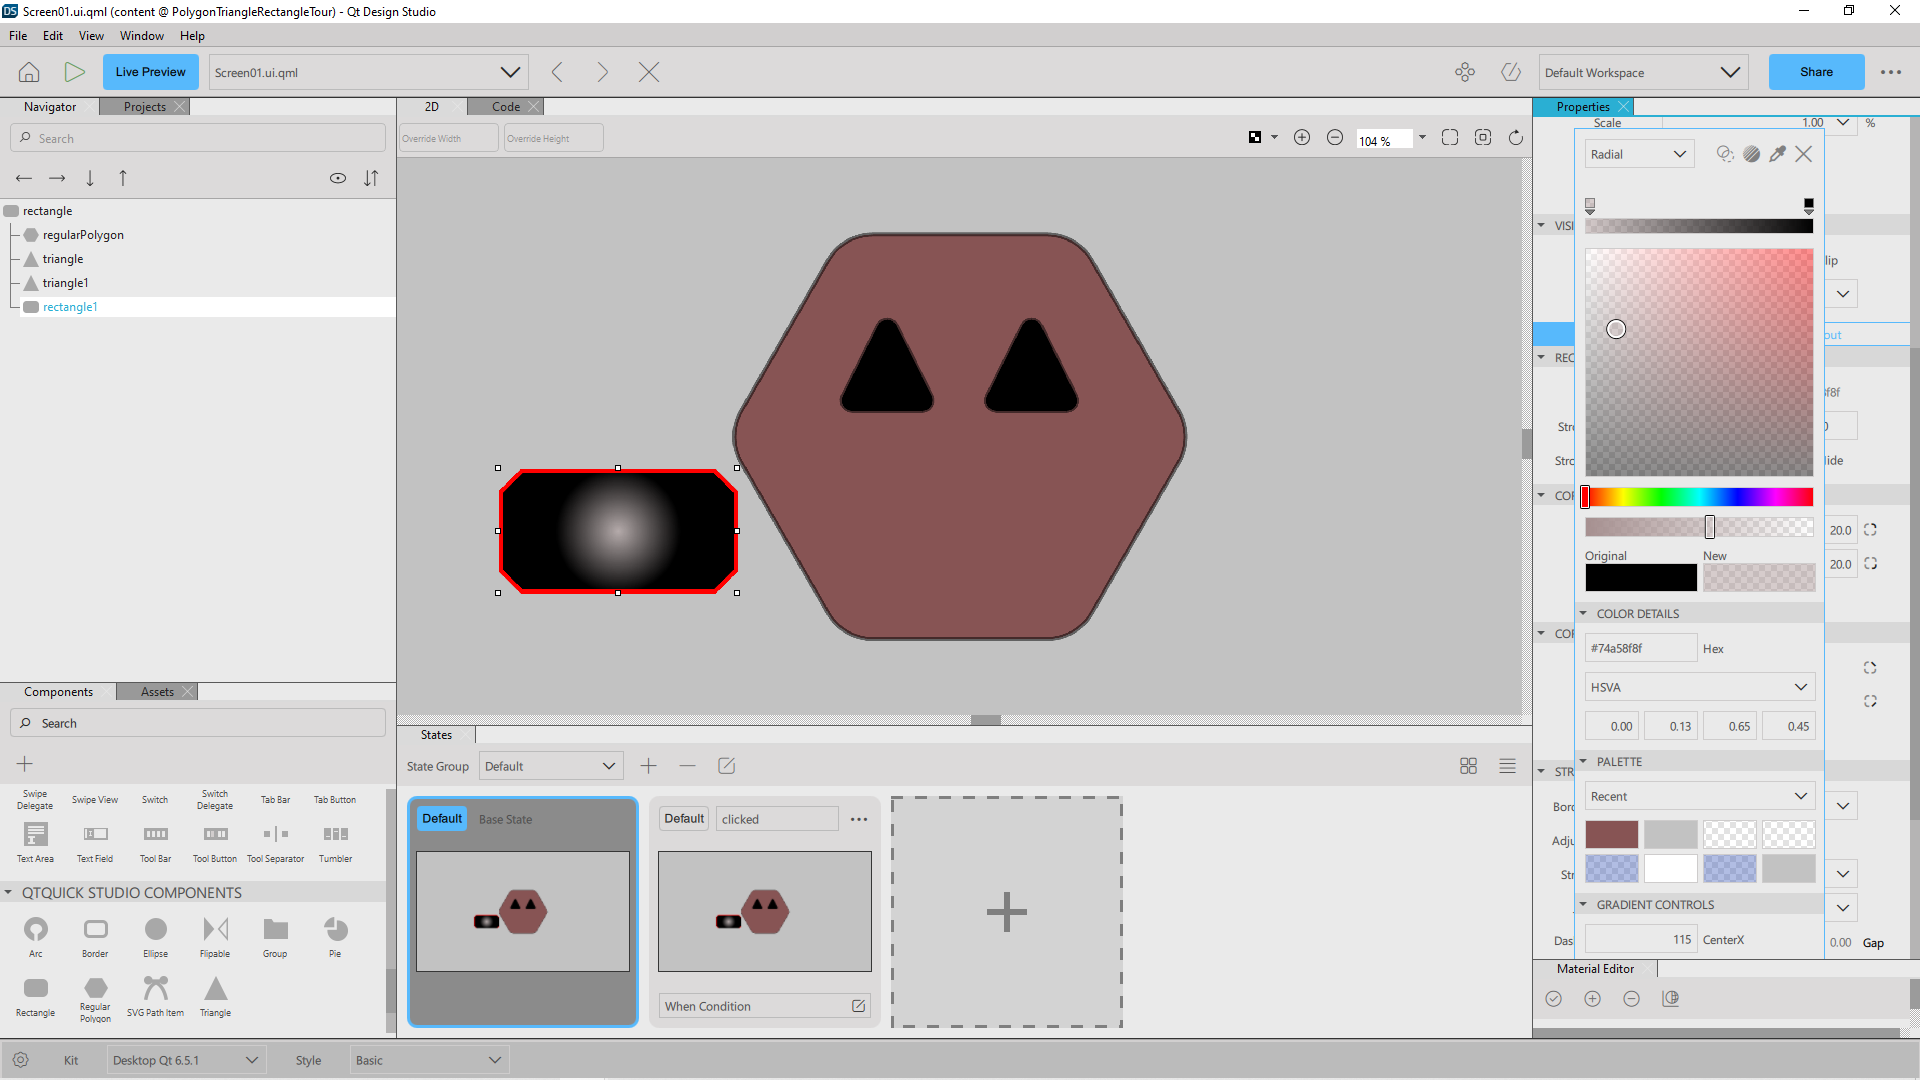 Screen01.ui.qml (content @ PolygonTriangleRectangleTour) - Qt Design Studio
File Edit View Window Help
Live Preview
Screen01.ui.qml
Default Workspace
Share
Navigator
Projects
2D
Code
Properties
Search
Override Width
Override Height
104 %
Scale
1.00
%
Radial
rectangle
regularPolygon
triangle
triangle1
rectangle1
VISI
lip
out
REC
f8f
Stro
0
Stro
lide
COR
20.0
20.0
Original
New
COLOR DETAILS
#74a58f8f
Hex
COR
HSVA
0.00
0.13
0.65
0.45
PALETTE
STR
Recent
Bord
Adju
Str
GRADIENT CONTROLS
Das
115
CenterX
0.00
Gap
Components
Assets
Search
Swipe Delegate
Swipe View
Switch
Switch Delegate
Tab Bar
Tab Button
Text Area
Text Field
Tool Bar
Tool Button
Tool Separator
Tumbler
QTQUICK STUDIO COMPONENTS
Arc
Border
Ellipse
Flipable
Group
Pie
Rectangle
Regular Polygon
SVG Path Item
Triangle
States
State Group
Default
Default
Base State
Default
clicked
When Condition
Material Editor
Kit
Desktop Qt 6.5.1
Style
Basic